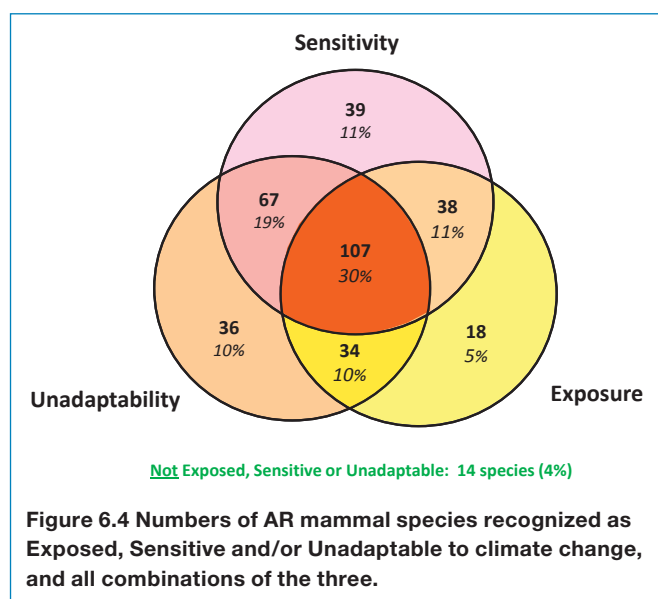 Sensitivity
39
11%
67
19%
38
11%
107
30%
36
10%
34
10%
18
5%
Unadaptability
Exposure
Not Exposed, Sensitive or Unadaptable: 14 species (4%)
Figure 6.4 Numbers of AR mammal species recognized as
Exposed, Sensitive and/or Unadaptable to climate change,
and all combinations of the three.